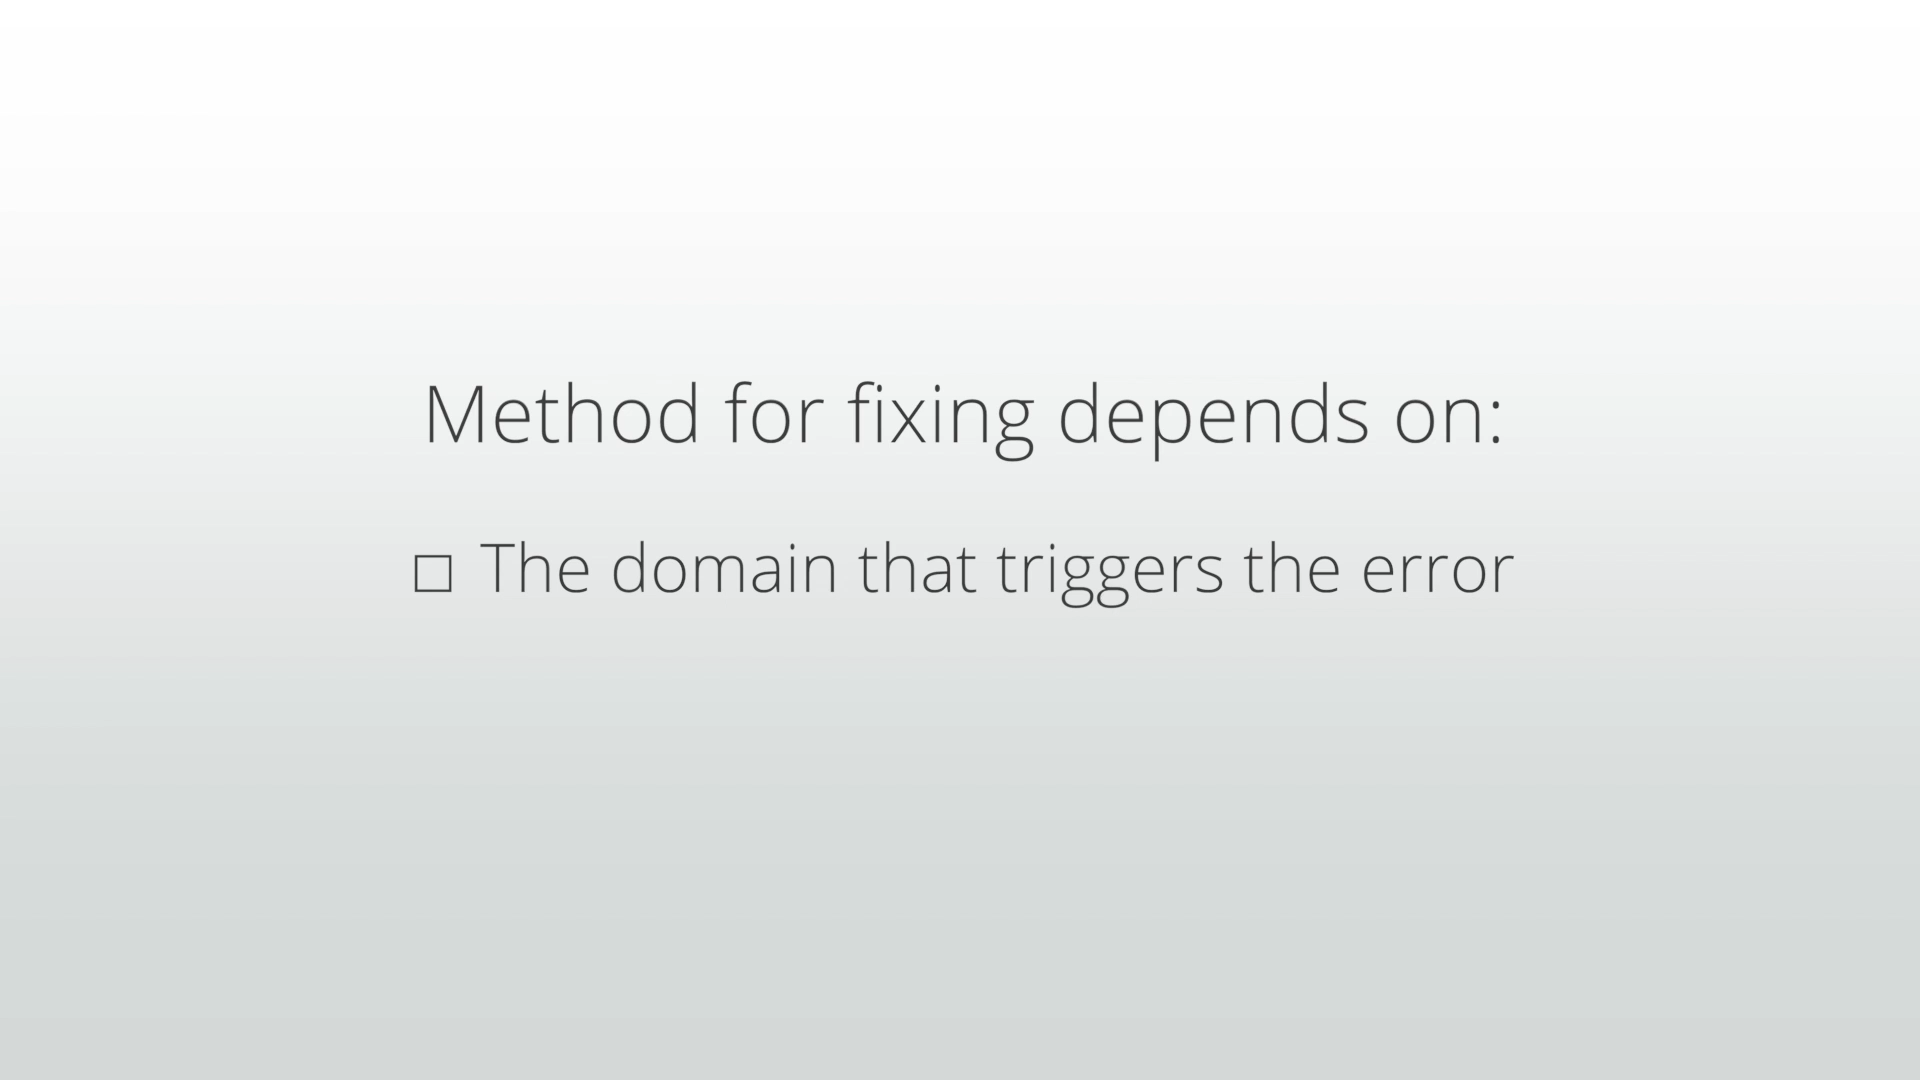 Method for fixing depends on:
□ The domain that triggers the error